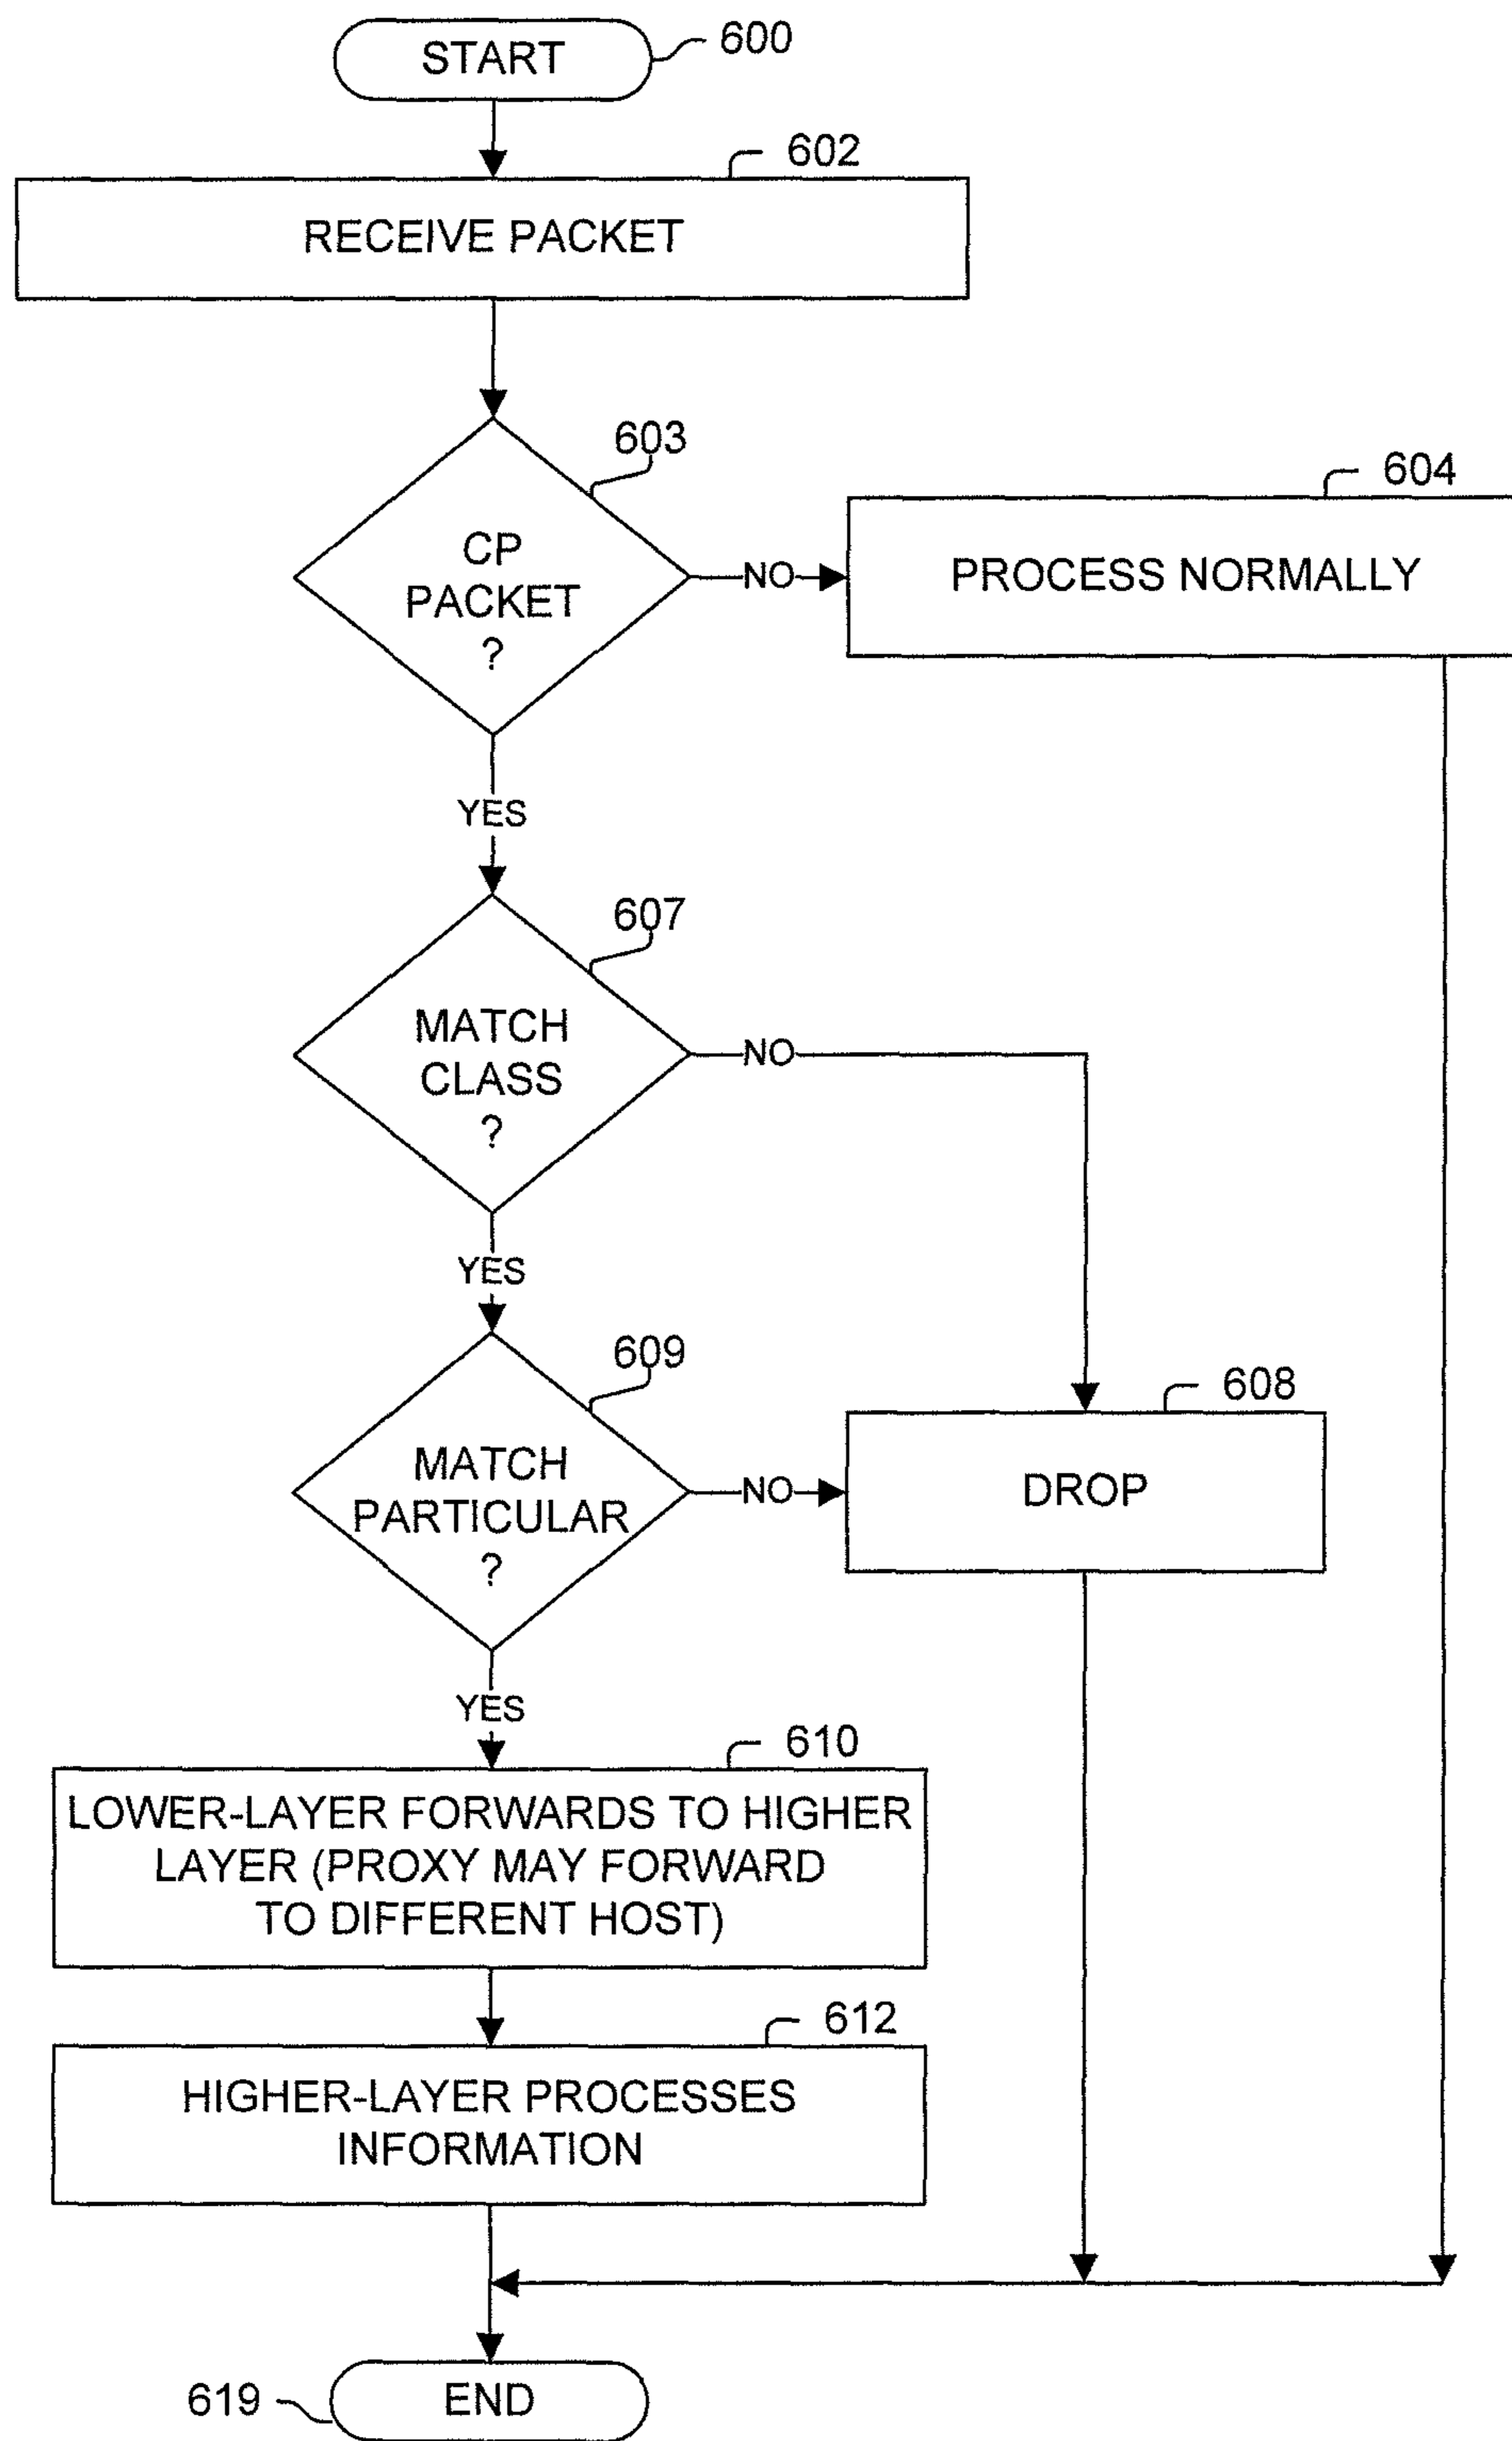 START
600
602
RECEIVE PACKET
603
CP
PACKET
?
NO
604
PROCESS NORMALLY
YES
607
MATCH
CLASS
?
NO
YES
609
MATCH
PARTICULAR
?
NO
608
DROP
YES
610
LOWER-LAYER FORWARDS TO HIGHER
LAYER (PROXY MAY FORWARD
TO DIFFERENT HOST)
612
HIGHER-LAYER PROCESSES
INFORMATION
619
END